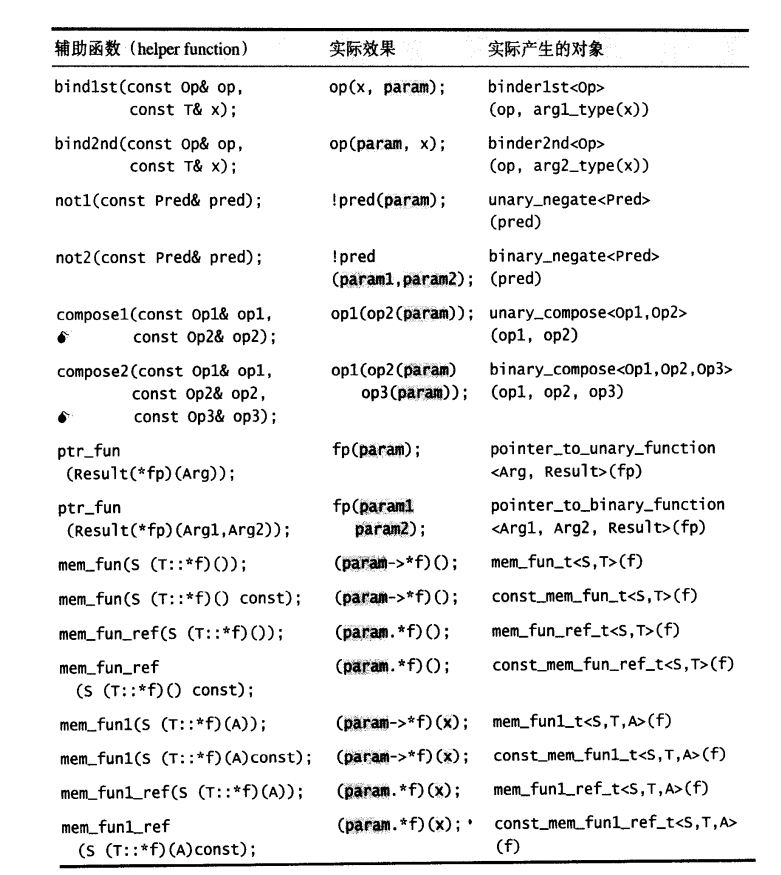 辅助函数（helper function） 实际效果 实际产生的对象
bind1st(const Op& op, op(x, param); binder1st<Op>
const T& x); (op, arg1_type(x))
bind2nd(const Op& op, op(param, x); binder2nd<Op>
const T& x); (op, arg2_type(x))
not1(const Pred& pred); !pred(param); unary_negate<Pred>
(pred)
not2(const Pred& pred); !pred binary_negate<Pred>
(param1,param2); (pred)
compose1(const Op1& op1, op1(op2(param)); unary_compose<Op1,Op2>
const Op2& op2); (op1, op2)
compose2(const Op1& op1, op1(op2(param) binary_compose<Op1,Op2,Op3>
const Op2& op2, op3(param)); (op1, op2, op3)
const Op3& op3);
ptr_fun fp(param); pointer_to_unary_function
(Result(*fp)(Arg)); <Arg, Result>(fp)
ptr_fun fp(param1 pointer_to_binary_function
(Result(*fp)(Arg1,Arg2)); param2); <Arg1, Arg2, Result>(fp)
mem_fun(S (T::*f)()); (param->*f)(); mem_fun_t<S,T>(f)
mem_fun(S (T::*f)() const); (param->*f)(); const_mem_fun_t<S,T>(f)
mem_fun_ref(S (T::*f)()); (param.*f)(); mem_fun_ref_t<S,T>(f)
mem_fun_ref (param.*f)(); const_mem_fun_ref_t<S,T>(f)
(S (T::*f)() const);
mem_fun1(S (T::*f)(A)); (param->*f)(x); mem_fun1_t<S,T,A>(f)
mem_fun1(S (T::*f)(A)const); (param->*f)(x); const_mem_fun1_t<S,T,A>(f)
mem_fun1_ref(S (T::*f)(A)); (param.*f)(x); mem_fun1_ref_t<S,T,A>(f)
mem_fun1_ref (param.*f)(x); const_mem_fun1_ref_t<S,T,A>
(S (T::*f)(A)const); (f)